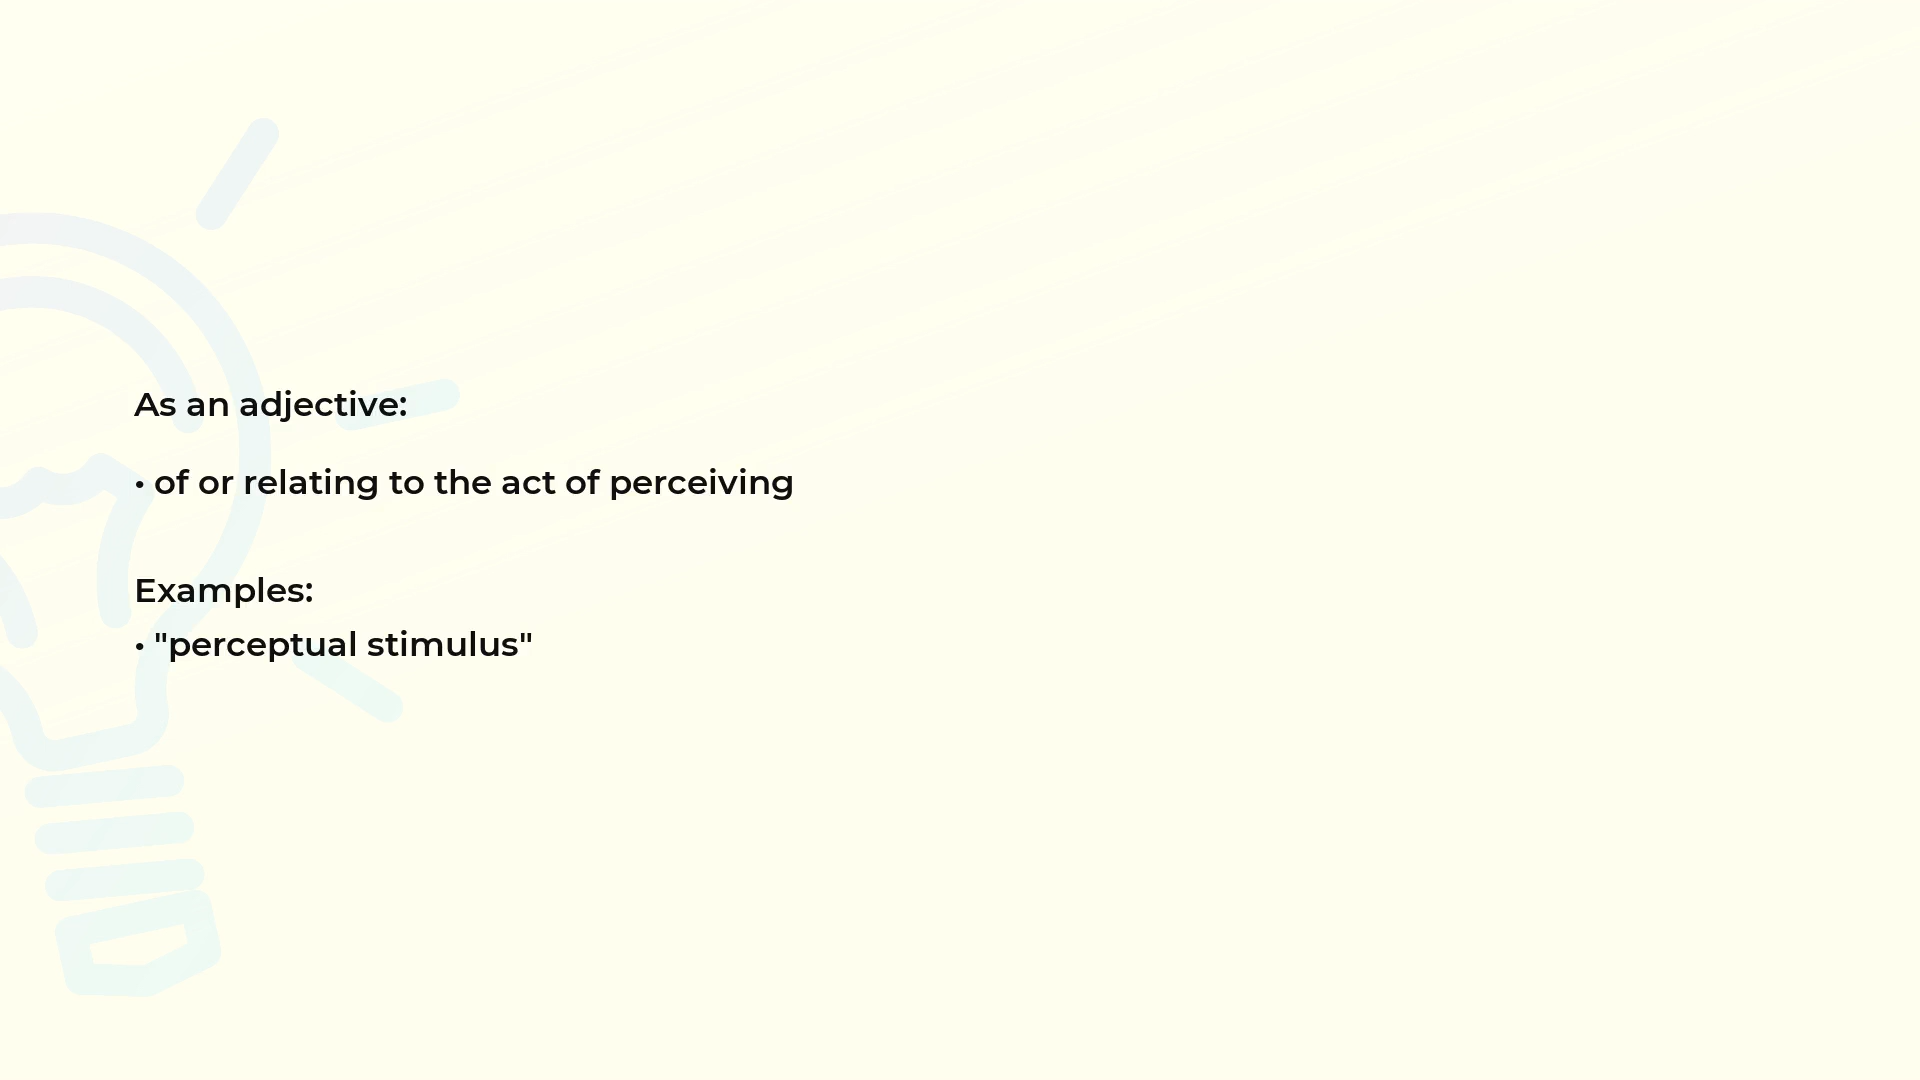 As an adjective:
• of or relating to the act of perceiving
Examples:
• "perceptual stimulus"